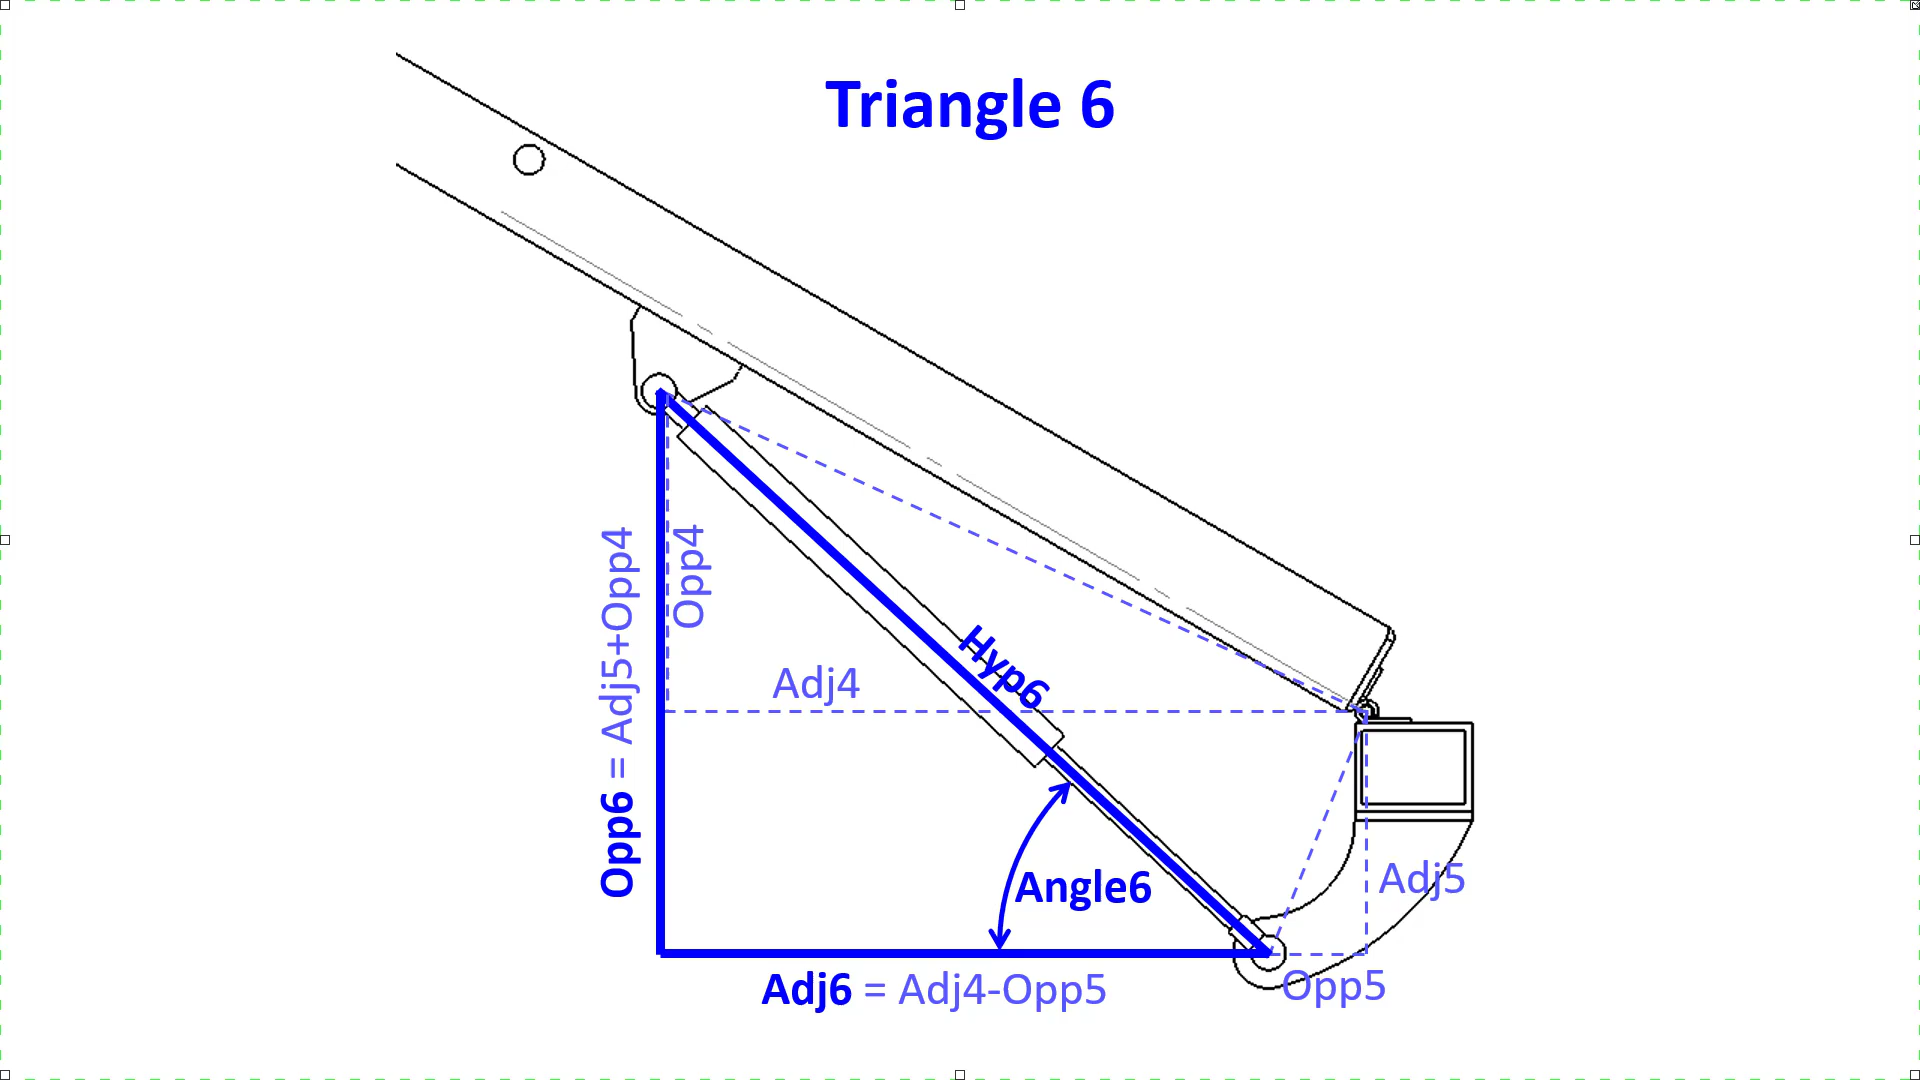 Triangle 6
Opp6 = Adj5+Opp4
Opp4
Adj4
Hyp6
Angle6
Adj5
Adj6 = Adj4-Opp5
Opp5